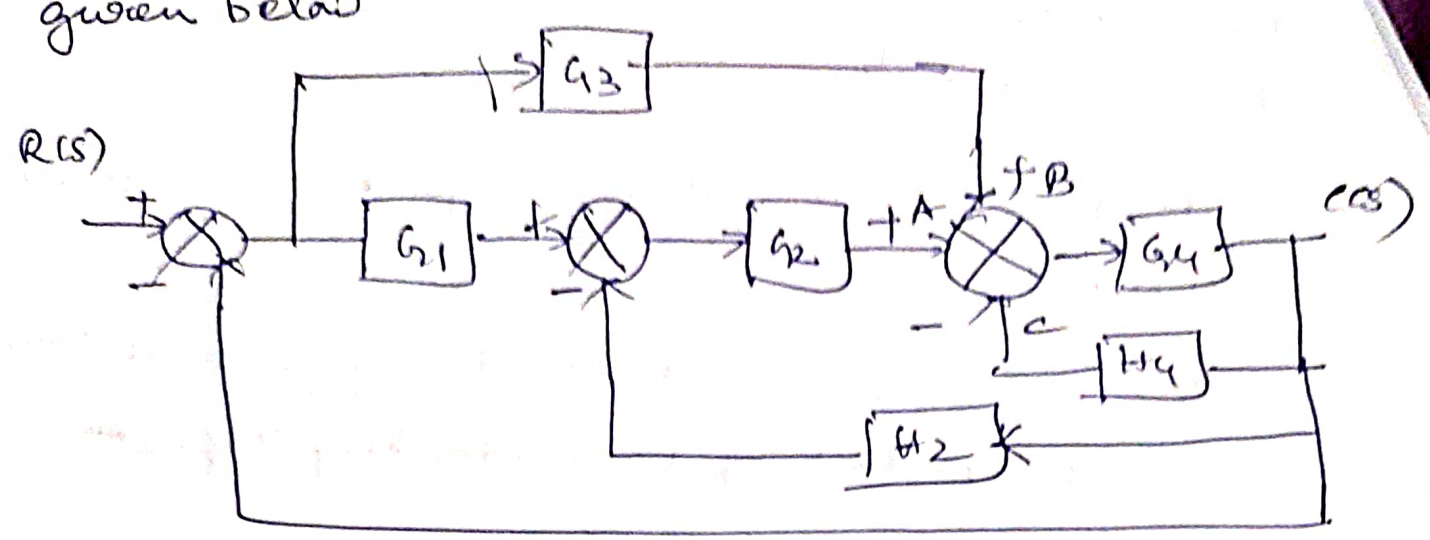 given below
G3
R(S)
+ B
+ G1 + G2 + A G4 C(S)
-
-
- C
H4
H2